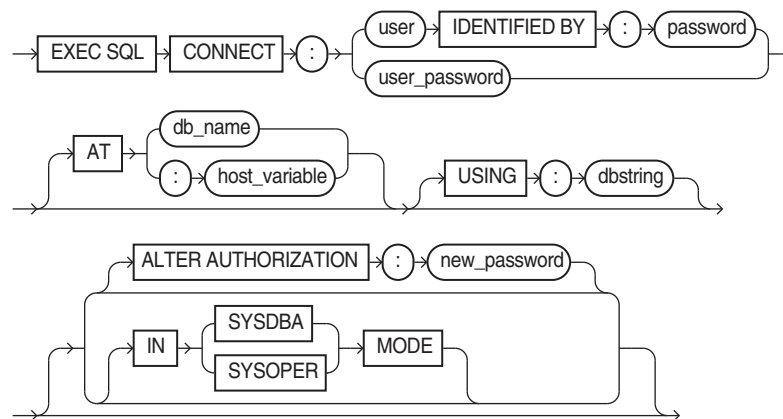 EXEC SQL CONNECT : user IDENTIFIED BY : password
user_password
AT db_name
: host_variable
USING : dbstring
ALTER AUTHORIZATION : new_password
IN SYSDBA MODE
SYSOPER